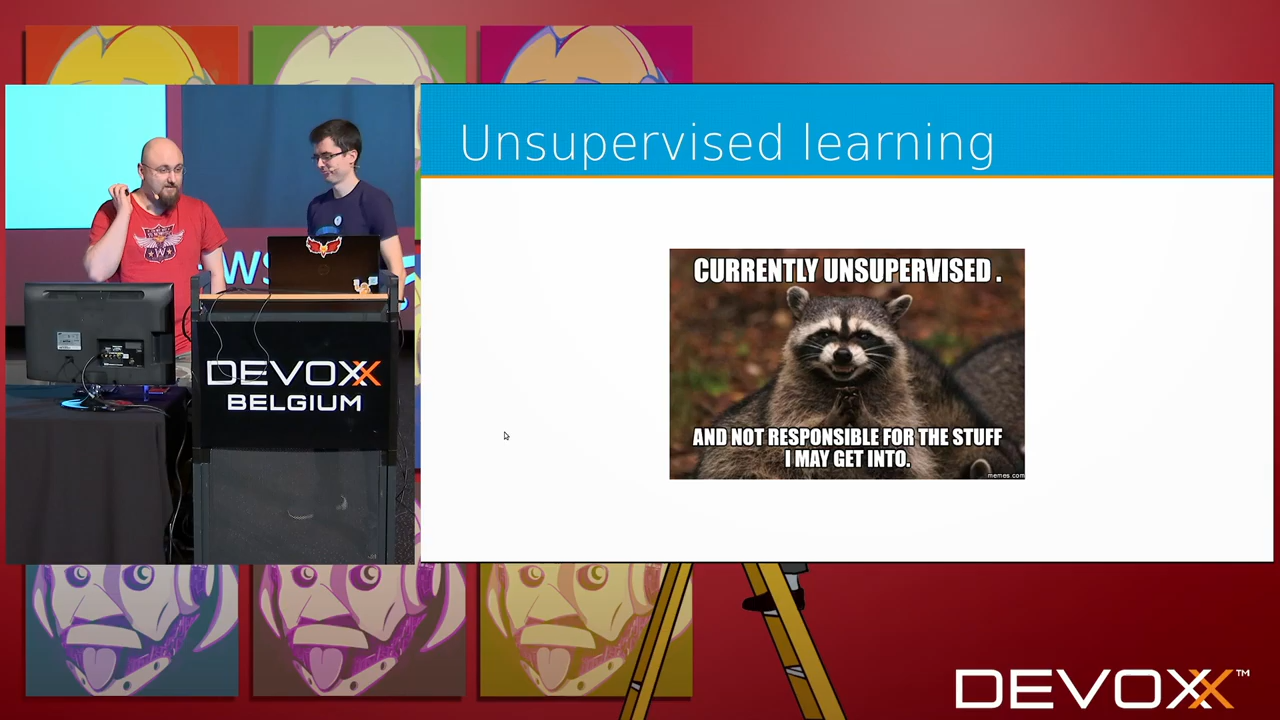 Unsupervised learning
CURRENTLY UNSUPERVISED .
AND NOT RESPONSIBLE FOR THE STUFF
I MAY GET INTO.
memes.com
W
DEVOXX
BELGIUM
DEVOXX™